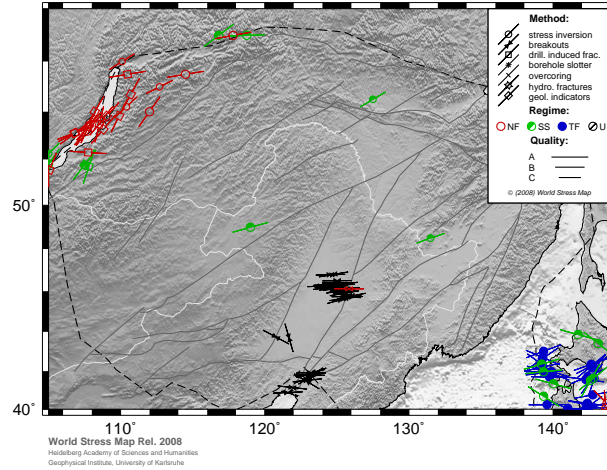 Method:
stress inversion
breakouts
drill. induced frac.
borehole slotter
overcoring
hydro. fractures
geol. indicators
Regime:
NF SS TF U
Quality:
A
B
C
© (2008) World Stress Map
50˚
40˚
110˚ 120˚ 130˚ 140˚
World Stress Map Rel. 2008
Heidelberg Academy of Sciences and Humanities
Geophysical Institute, University of Karlsruhe